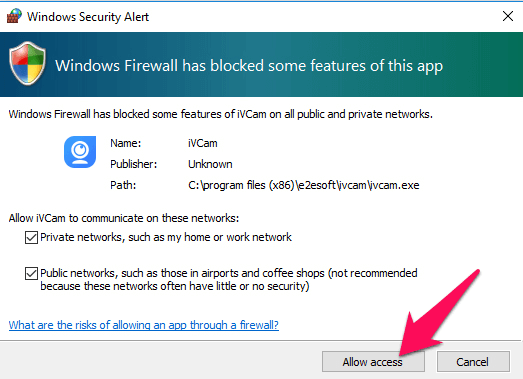 Windows Security Alert
Windows Firewall has blocked some features of this app
Windows Firewall has blocked some features of iVCam on all public and private networks.
Name: iVCam
Publisher: Unknown
Path: C:\program files (x86)\e2esoft\ivcam\ivcam.exe
Allow iVCam to communicate on these networks:
Private networks, such as my home or work network
Public networks, such as those in airports and coffee shops (not recommended
because these networks often have little or no security)
What are the risks of allowing an app through a firewall?
Allow access Cancel